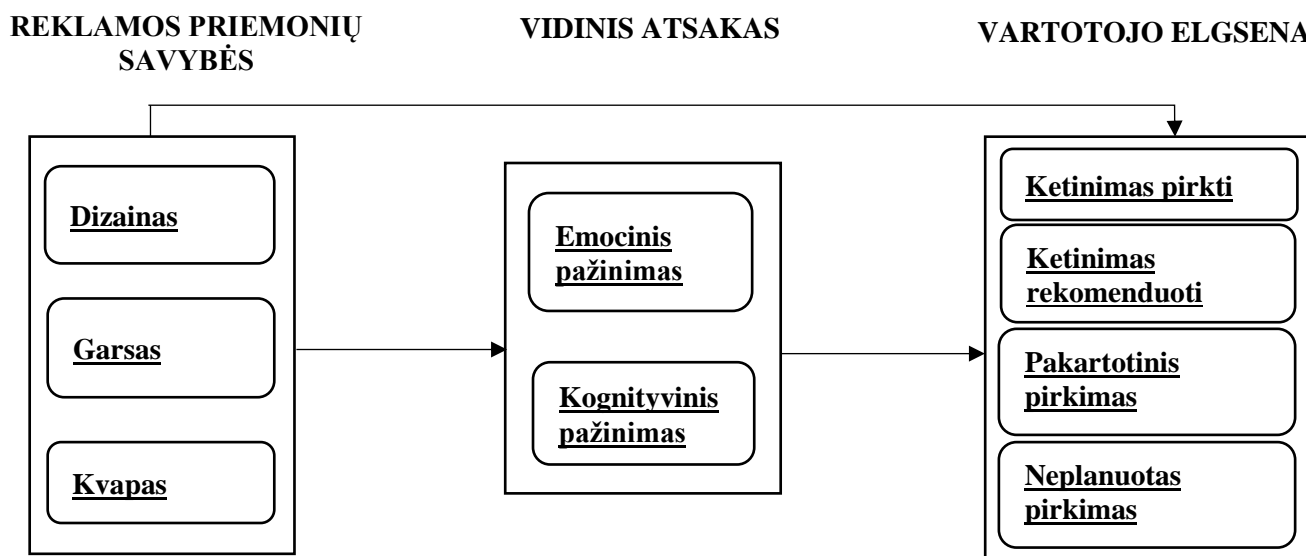 REKLAMOS PRIEMONIŲ
SAVYBĖS
VIDINIS ATSAKAS
VARTOTOJO ELGSENA
Dizainas
Garsas
Kvapas
Emocinis
pažinimas
Kognityvinis
pažinimas
Ketinimas pirkti
Ketinimas
rekomenduoti
Pakartotinis
pirkimas
Neplanuotas
pirkimas